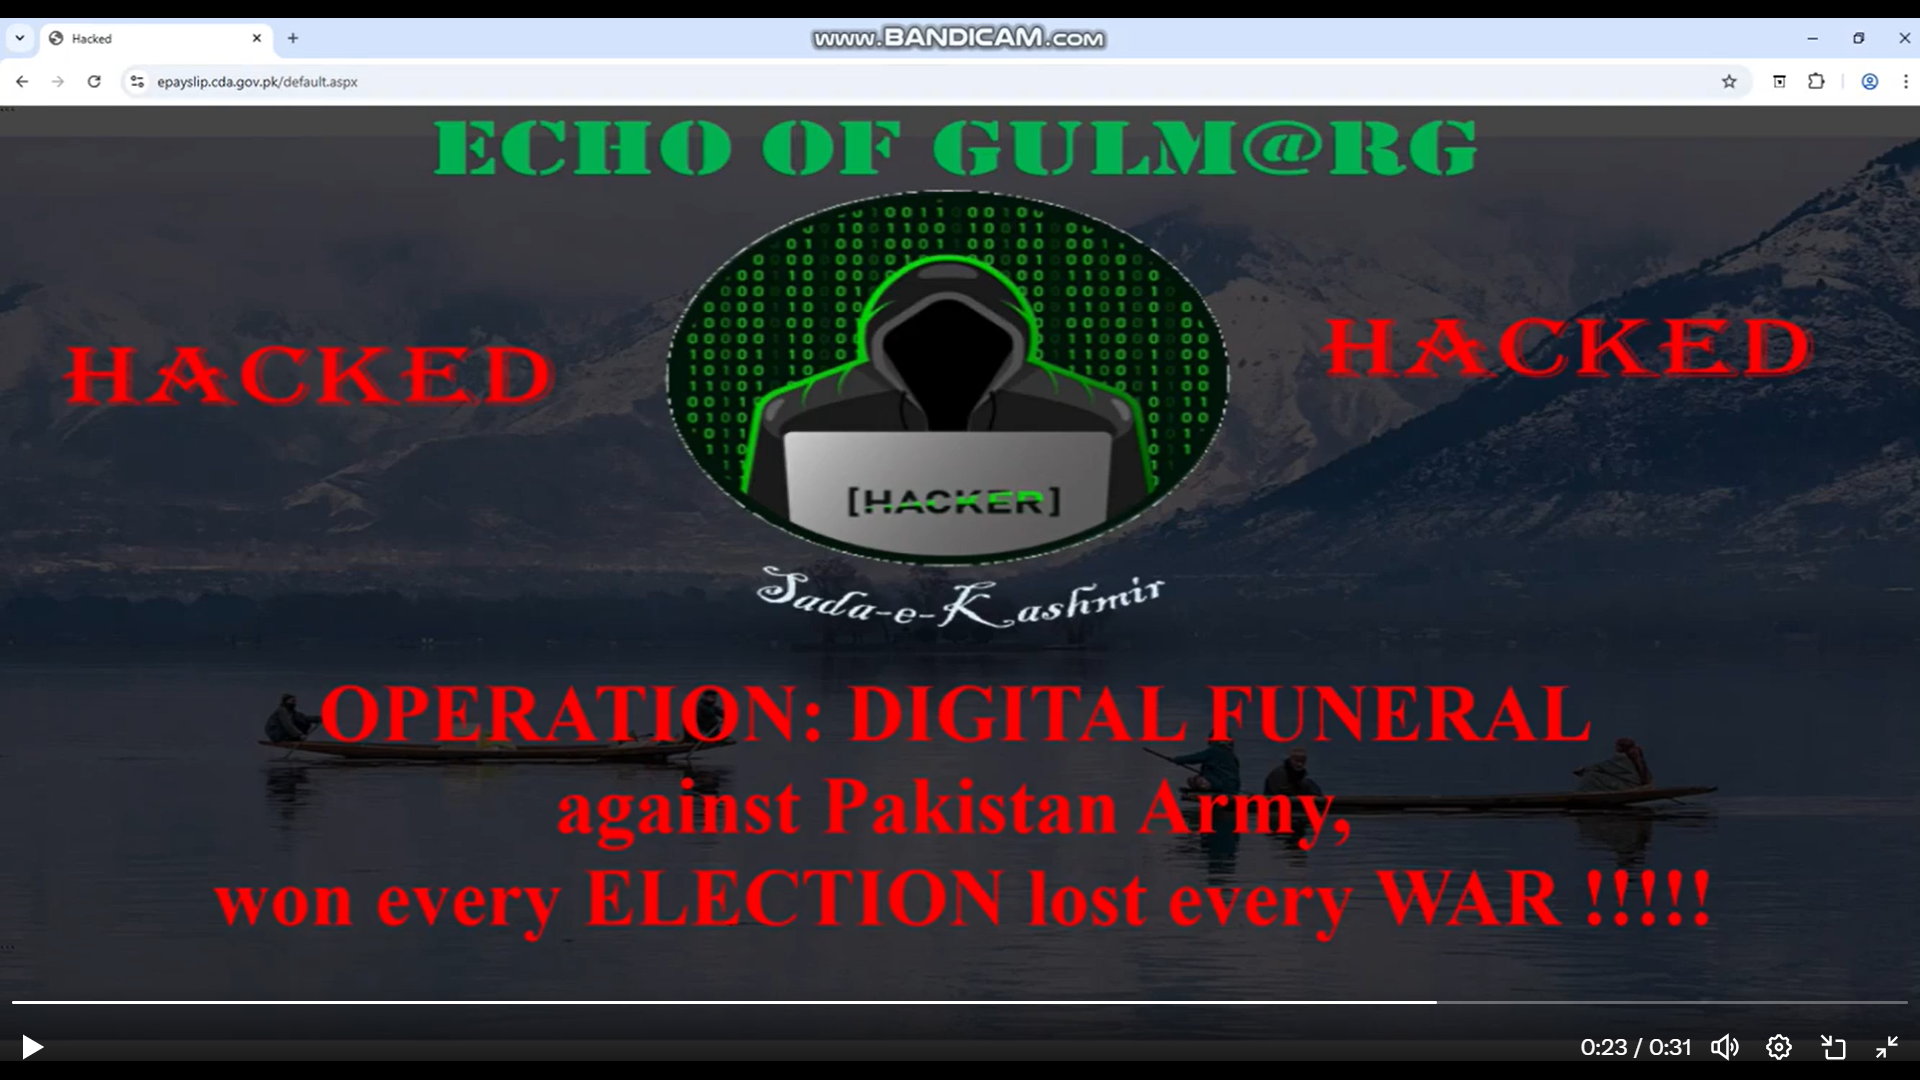 Hacked
www.BANDICAM.com
epayslip.cda.gov.pk/default.aspx
ECHO OF GULM@RG
HACKED
HACKED
[HACKER]
Sada-e-Kashmir
OPERATION: DIGITAL FUNERAL
against Pakistan Army,
won every ELECTION lost every WAR !!!!!
0:23 / 0:31